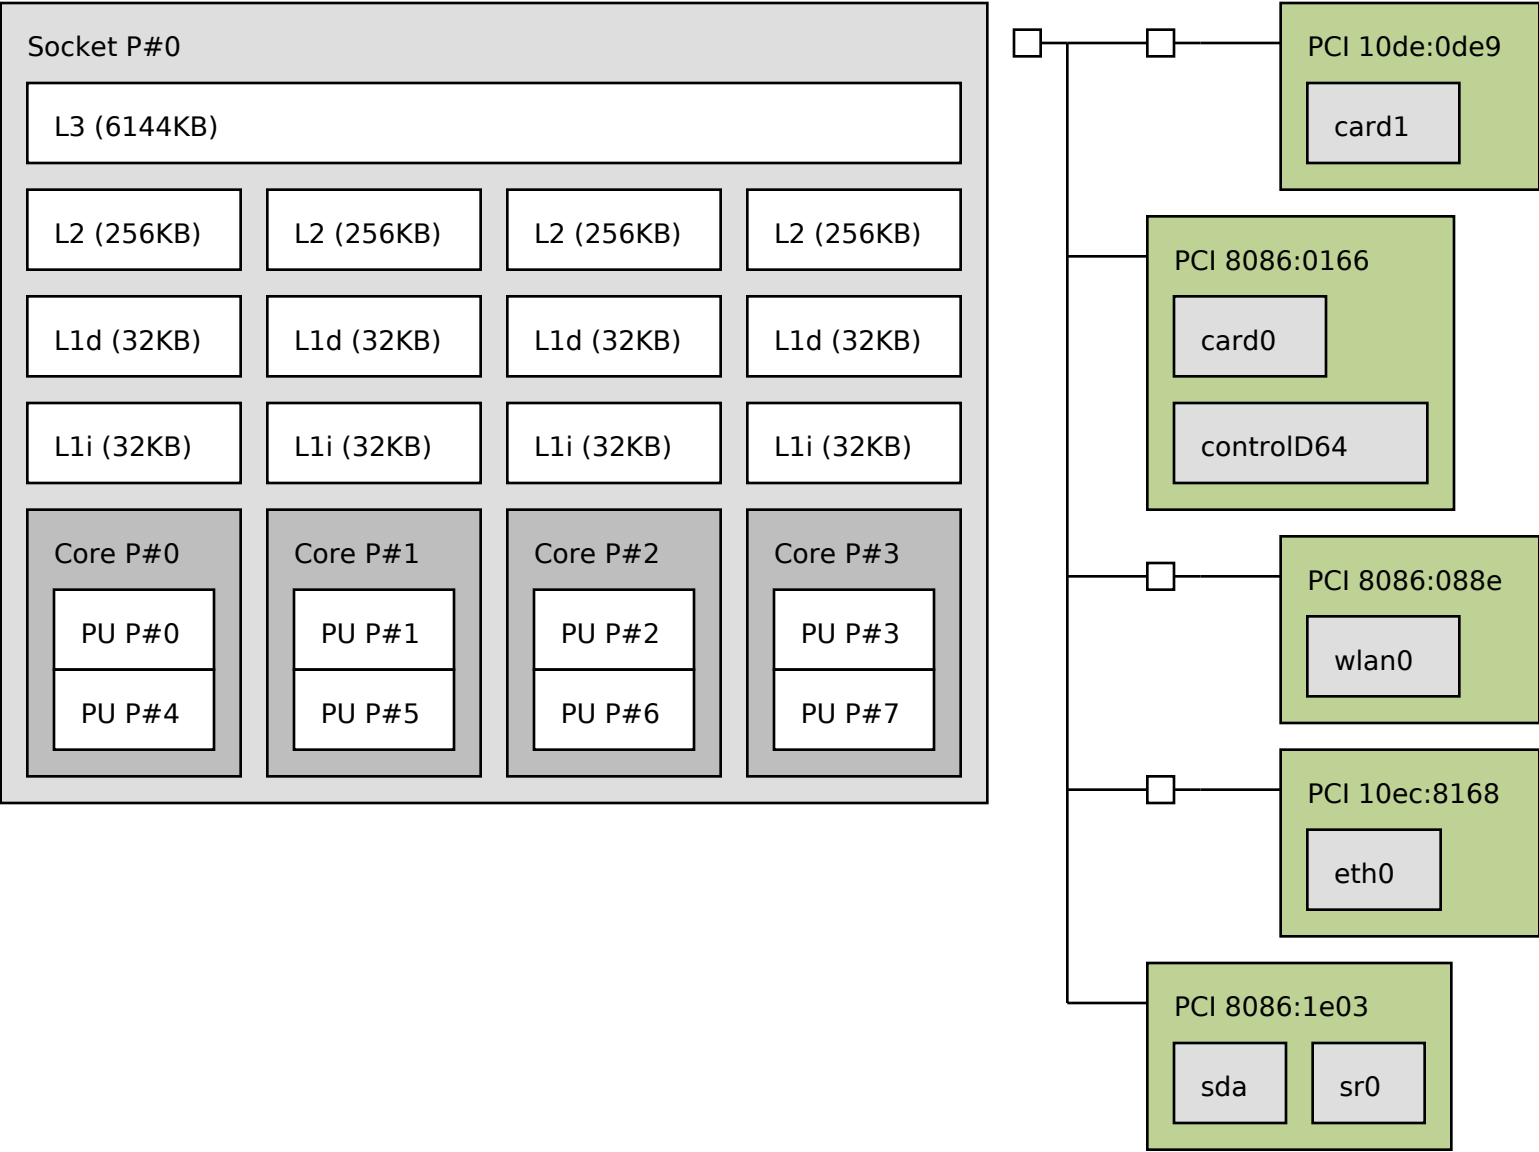 Socket P#0
L3 (6144KB)
L2 (256KB) L2 (256KB) L2 (256KB) L2 (256KB)
L1d (32KB) L1d (32KB) L1d (32KB) L1d (32KB)
L1i (32KB) L1i (32KB) L1i (32KB) L1i (32KB)
Core P#0 Core P#1 Core P#2 Core P#3
PU P#0 PU P#1 PU P#2 PU P#3
PU P#4 PU P#5 PU P#6 PU P#7
PCI 10de:0de9
card1
PCI 8086:0166
card0
controlD64
PCI 8086:088e
wlan0
PCI 10ec:8168
eth0
PCI 8086:1e03
sda sr0